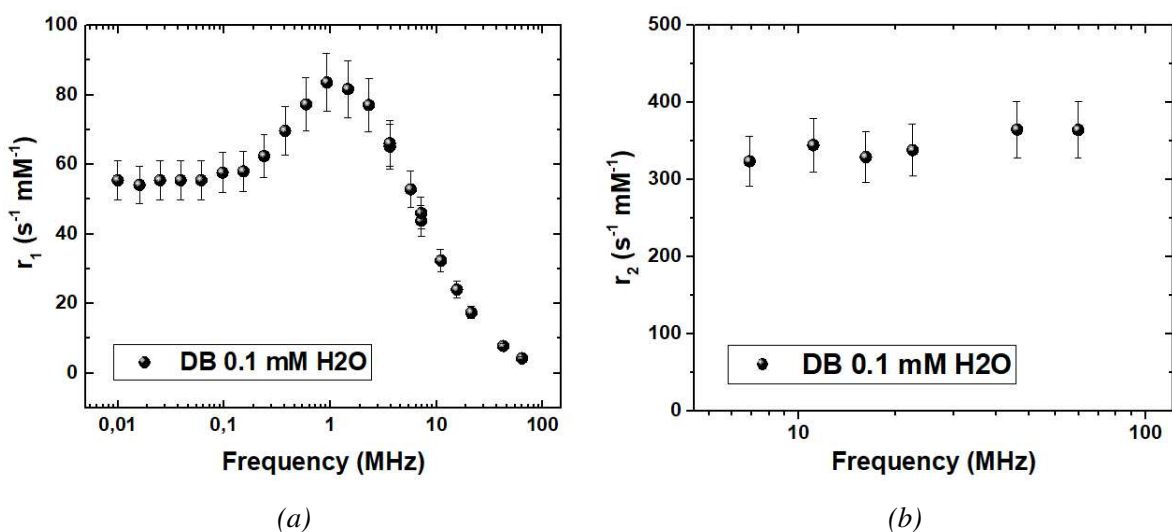 100
80
60
40
20
0
r₁ (s⁻¹ mM⁻¹)
DB 0.1 mM H2O
0,01
0,1
1
10
100
Frequency (MHz)
(a)
500
400
300
200
100
0
r₂ (s⁻¹ mM⁻¹)
DB 0.1 mM H2O
10
100
Frequency (MHz)
(b)